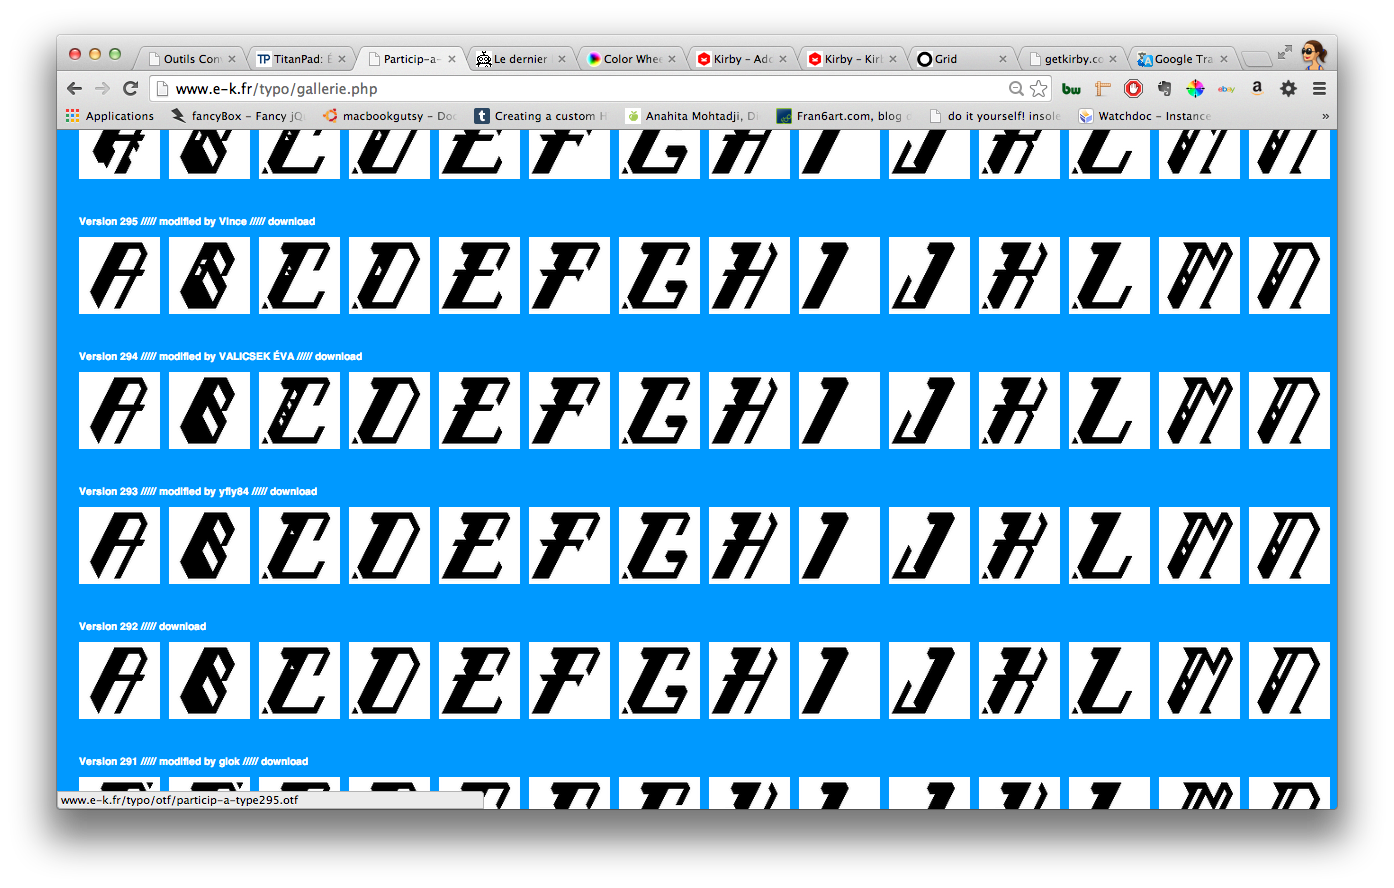 Outils Con
TitanPad: É
Particip-a-
Le dernier
Color Whee
Kirby – Add
Kirby – Kirl
Grid
getkirby.co
Google Tra
www.e-k.fr/typo/gallerie.php
bw
ebay
a
Applications
fancyBox – Fancy jQ
macbookgutsy – Doc
t
Creating a custom H
Anahita Mohtadji, Di
Fran6art.com, blog d
do it yourself! insole
Watchdoc – Instance
»
A B C D E F G H I J K L M N
Version 295 ///// modified by Vince ///// download
A B C D E F G H I J K L M N
Version 294 ///// modified by VALICSEK ÉVA ///// download
A B C D E F G H I J K L M N
Version 293 ///// modified by yfly84 ///// download
A B C D E F G H I J K L M N
Version 292 ///// download
A B C D E F G H I J K L M N
Version 291 ///// modified by glok ///// download
www.e-k.fr/typo/otf/particip-a-type295.otf